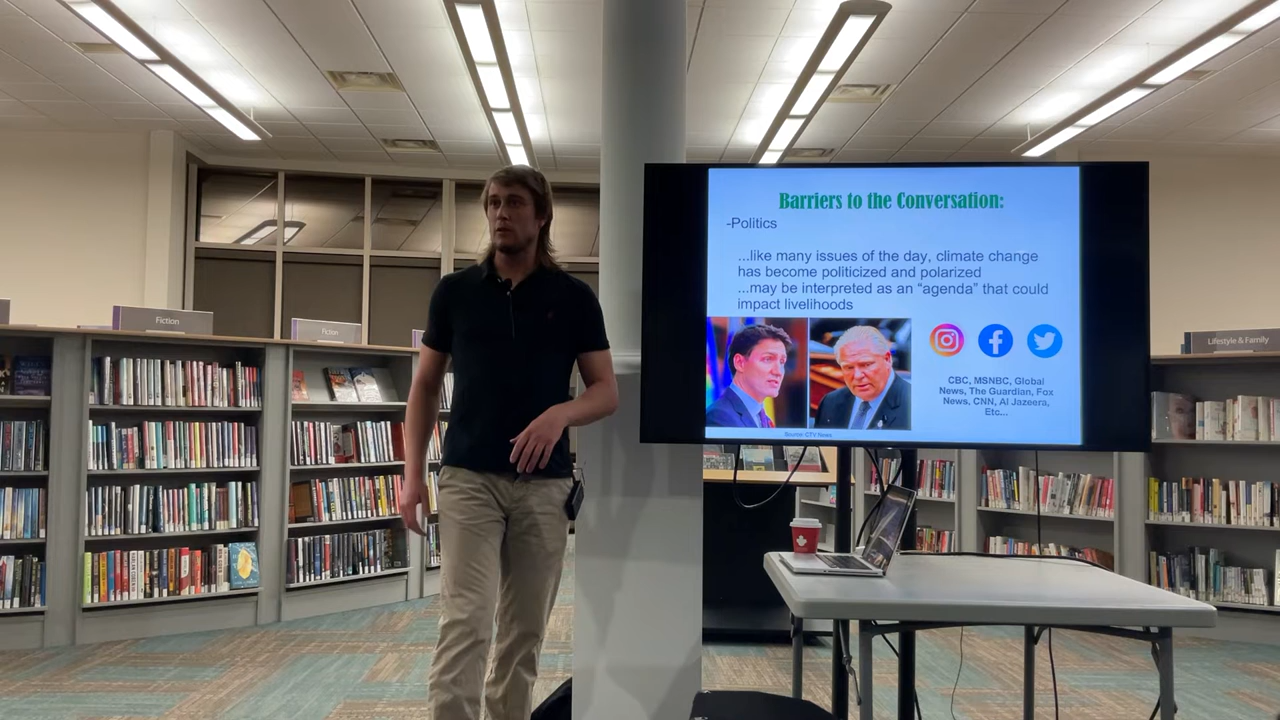 Barriers to the Conversation:
-Politics
...like many issues of the day, climate change
has become politicized and polarized
...may be interpreted as an “agenda” that could
impact livelihoods
CBC, MSNBC, Global
News, The Guardian, Fox
News, CNN, Al Jazeera,
Etc...
Source: CTV News
Fiction
Fiction
Lifestyle & Family